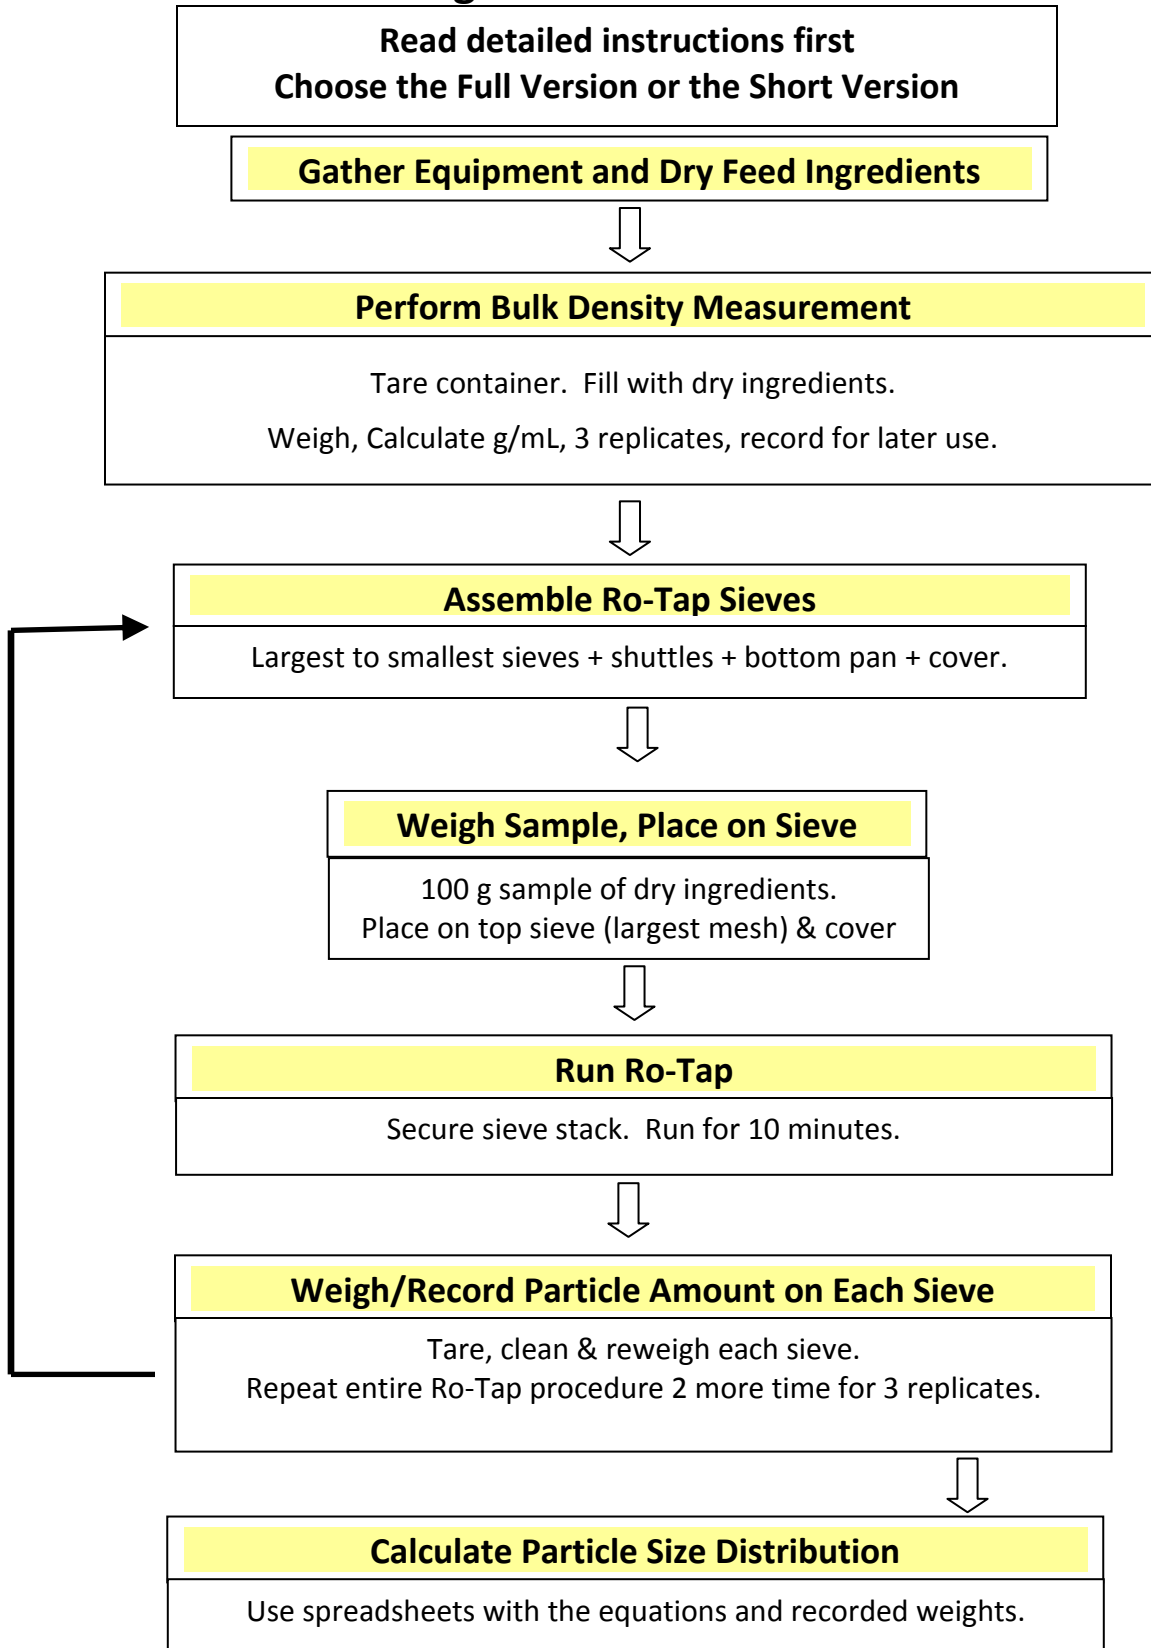 Read detailed instructions first
Choose the Full Version or the Short Version
Gather Equipment and Dry Feed Ingredients
Perform Bulk Density Measurement
Tare container.  Fill with dry ingredients.
Weigh, Calculate g/mL, 3 replicates, record for later use.
Assemble Ro-Tap Sieves
Largest to smallest sieves + shuttles + bottom pan + cover.
Weigh Sample, Place on Sieve
100 g sample of dry ingredients.
Place on top sieve (largest mesh) & cover
Run Ro-Tap
Secure sieve stack.  Run for 10 minutes.
Weigh/Record Particle Amount on Each Sieve
Tare, clean & reweigh each sieve.
Repeat entire Ro-Tap procedure 2 more time for 3 replicates.
Calculate Particle Size Distribution
Use spreadsheets with the equations and recorded weights.